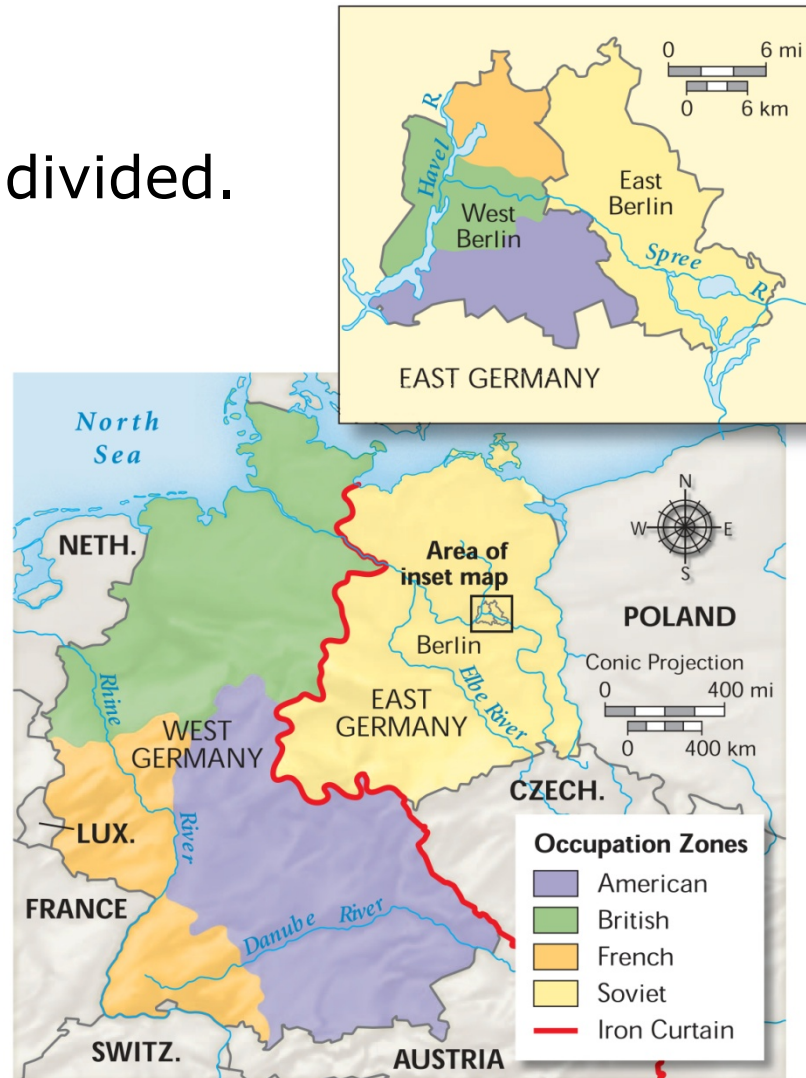 divided.
0 6 mi
0 6 km
Havel R.
East
Berlin
West
Berlin
Spree R.
EAST GERMANY
North
Sea
NETH.
Area of
inset map
N
W E
S
POLAND
Berlin
Conic Projection
0 400 mi
0 400 km
Rhine River
Elbe River
EAST
GERMANY
WEST
GERMANY
CZECH.
LUX.
FRANCE
Danube River
SWITZ.
AUSTRIA
Occupation Zones
American
British
French
Soviet
Iron Curtain